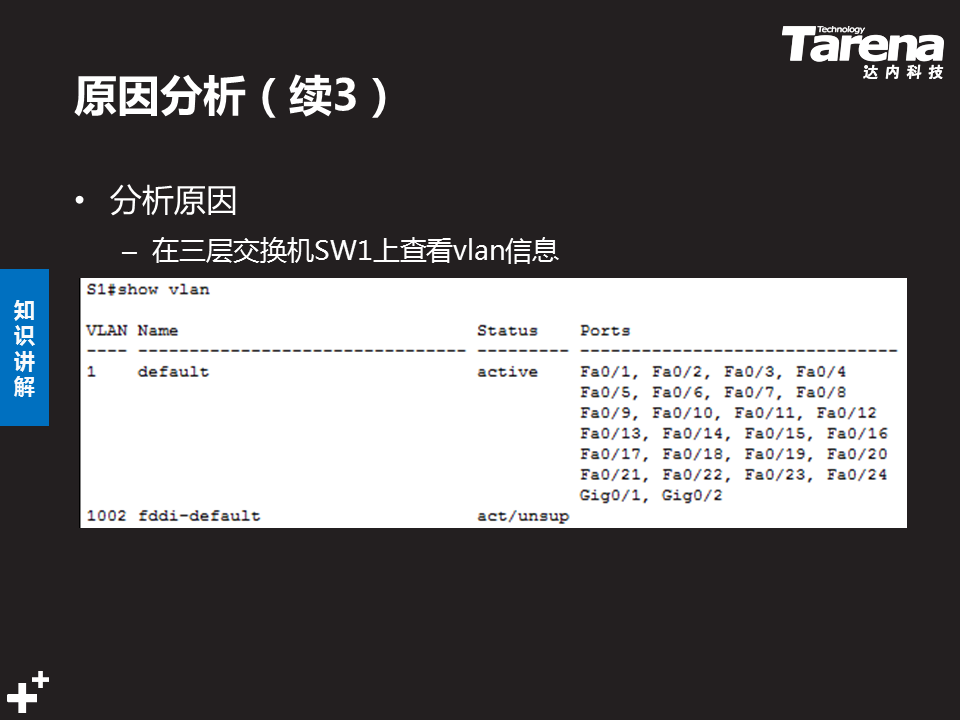 Technology
Tarena
达内科技
原因分析（续3）
• 分析原因
– 在三层交换机SW1上查看vlan信息
知识讲解
S1#show vlan
VLAN Name                             Status    Ports
---- -------------------------------- --------- -------------------------------
1    default                          active    Fa0/1, Fa0/2, Fa0/3, Fa0/4
                                                Fa0/5, Fa0/6, Fa0/7, Fa0/8
                                                Fa0/9, Fa0/10, Fa0/11, Fa0/12
                                                Fa0/13, Fa0/14, Fa0/15, Fa0/16
                                                Fa0/17, Fa0/18, Fa0/19, Fa0/20
                                                Fa0/21, Fa0/22, Fa0/23, Fa0/24
                                                Gig0/1, Gig0/2
1002 fddi-default                     act/unsup